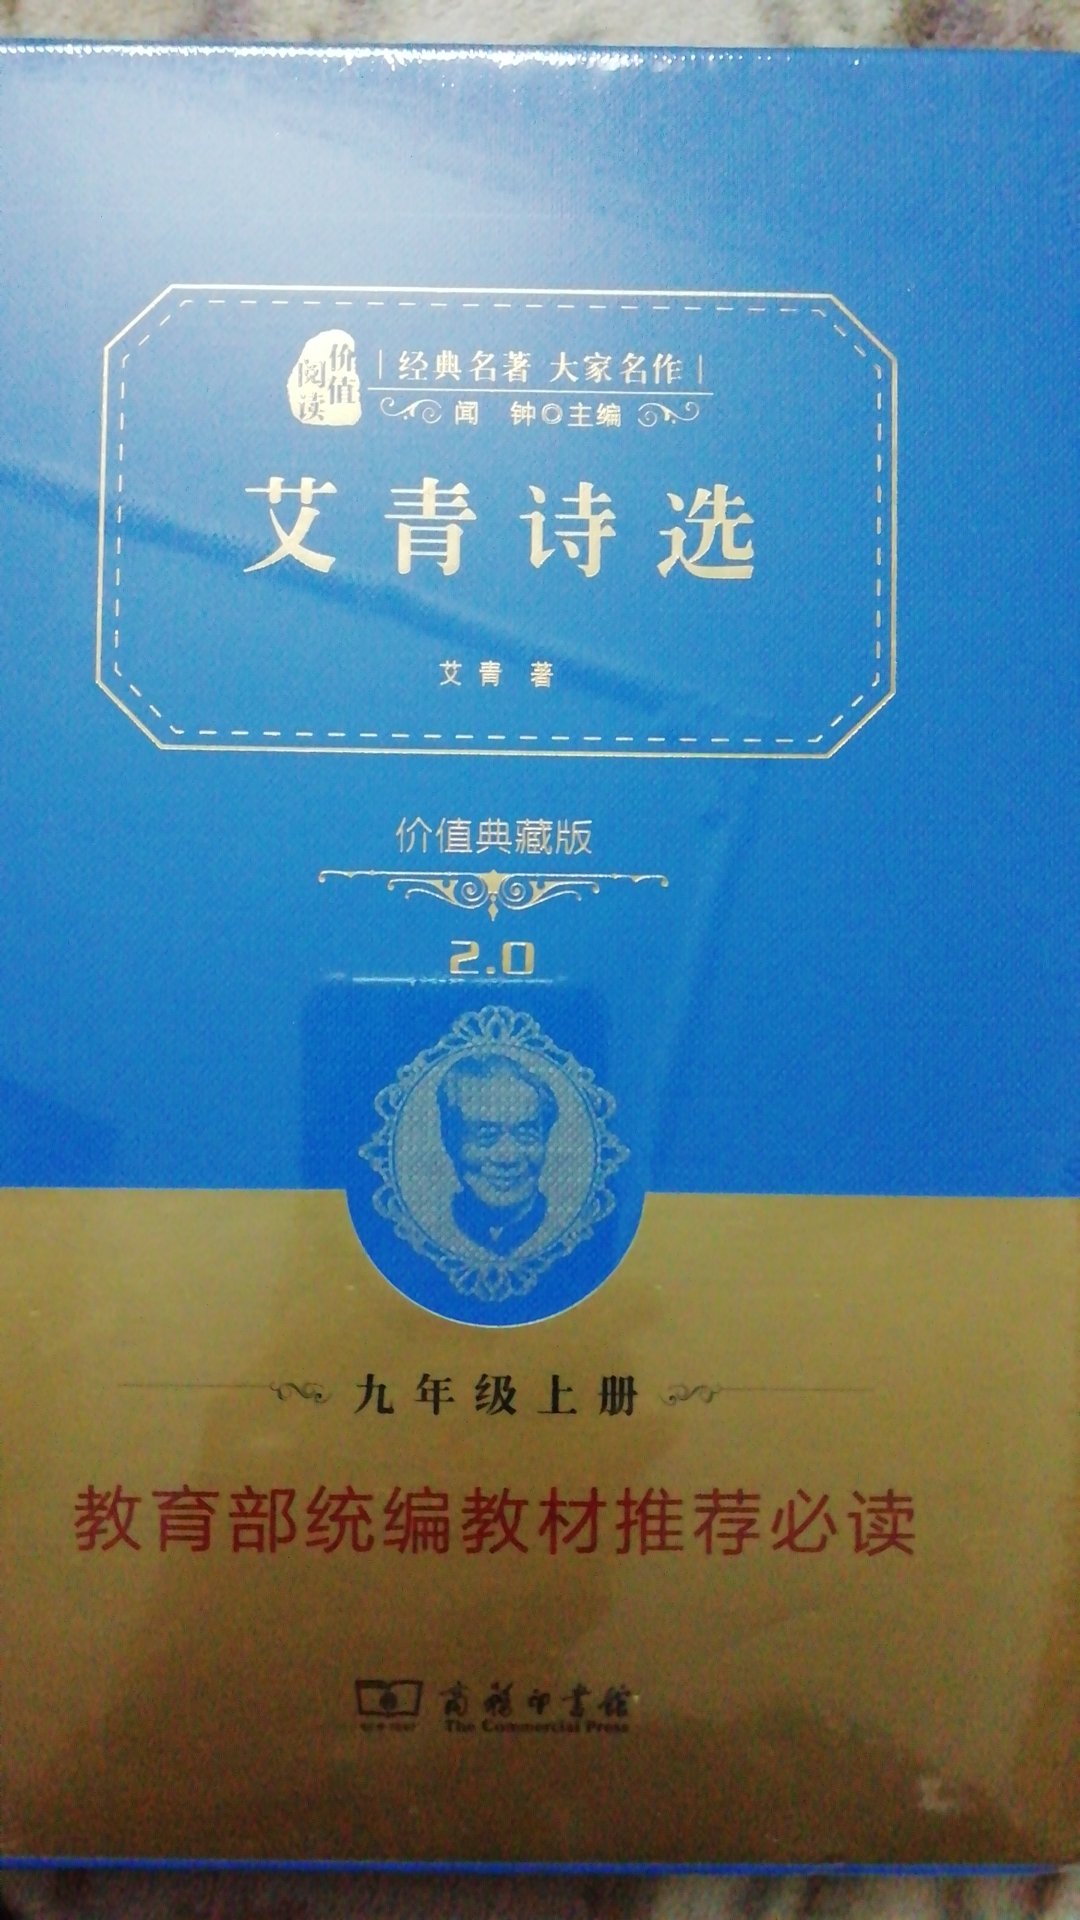 价值阅读
经典名著 大家名作
闻 钟◎主编
艾青诗选
艾青 著
价值典藏版
2.0
九年级上册
教育部统编教材推荐必读
商务印书馆
The Commercial Press